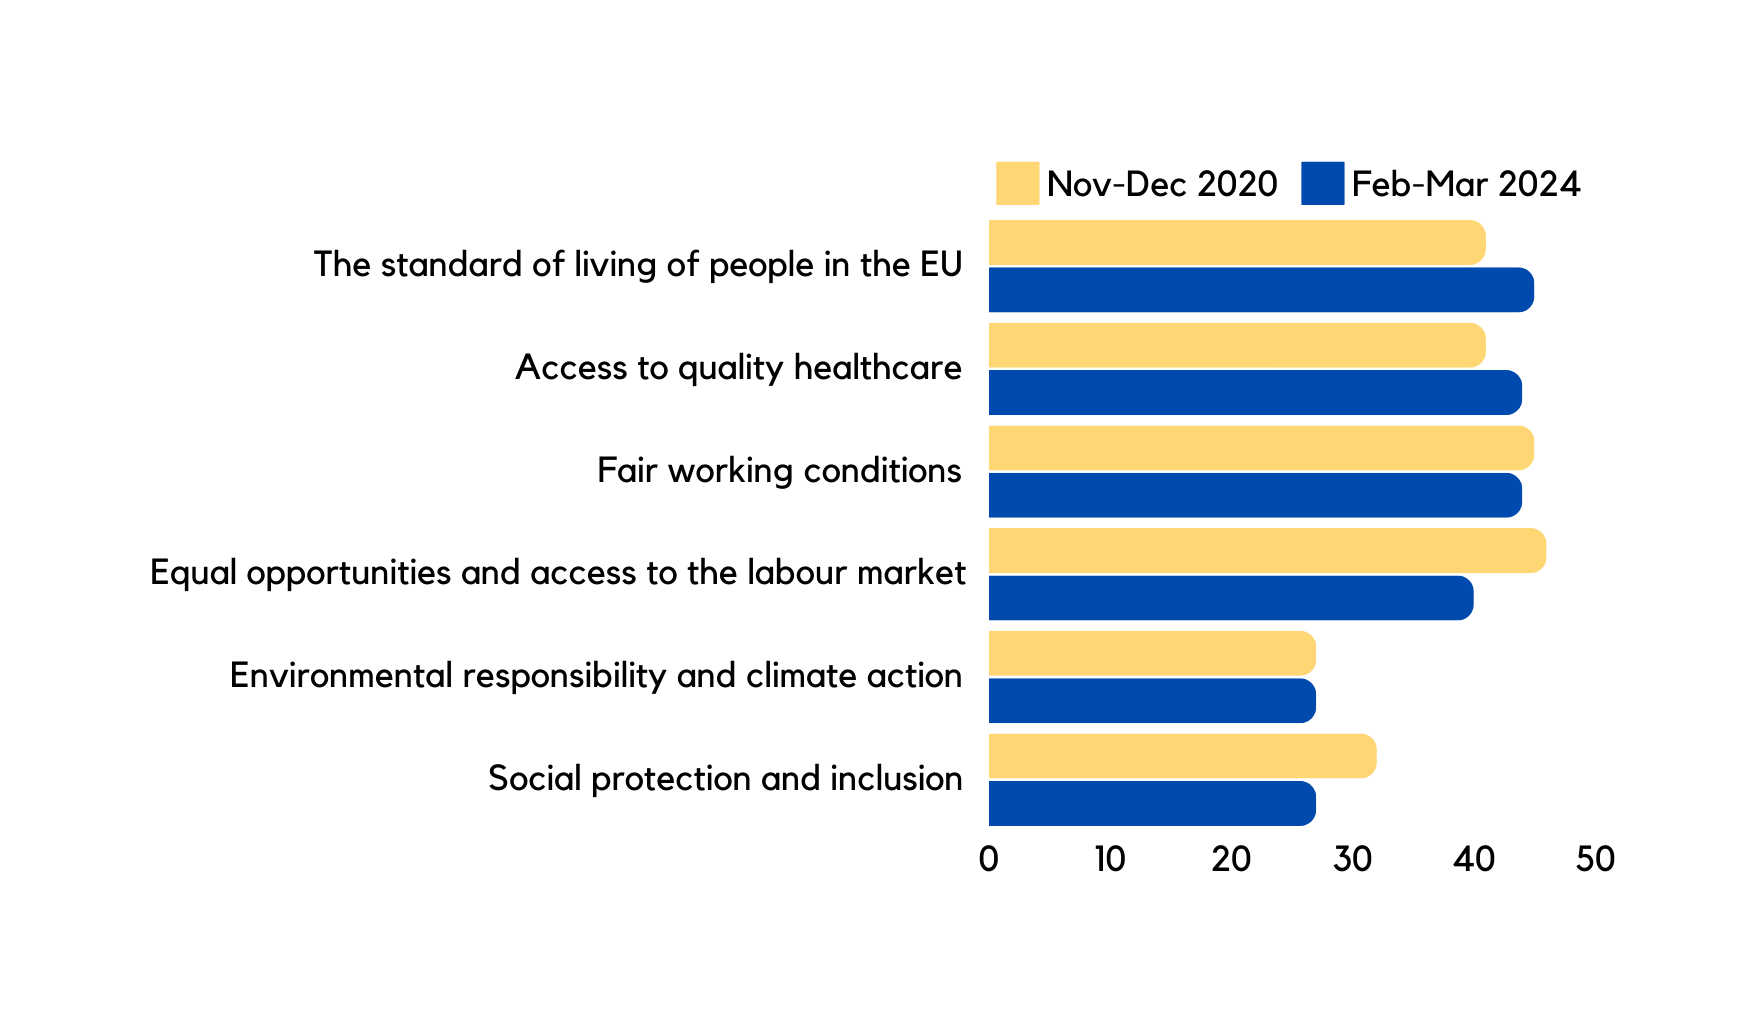 Nov-Dec 2020 Feb-Mar 2024
The standard of living of people in the EU
Access to quality healthcare
Fair working conditions
Equal opportunities and access to the labour market
Environmental responsibility and climate action
Social protection and inclusion
0 10 20 30 40 50